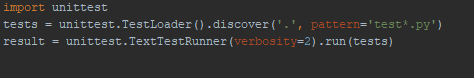 import unittest
tests = unittest.TestLoader().discover('.', pattern='test*.py')
result = unittest.TextTestRunner(verbosity=2).run(tests)